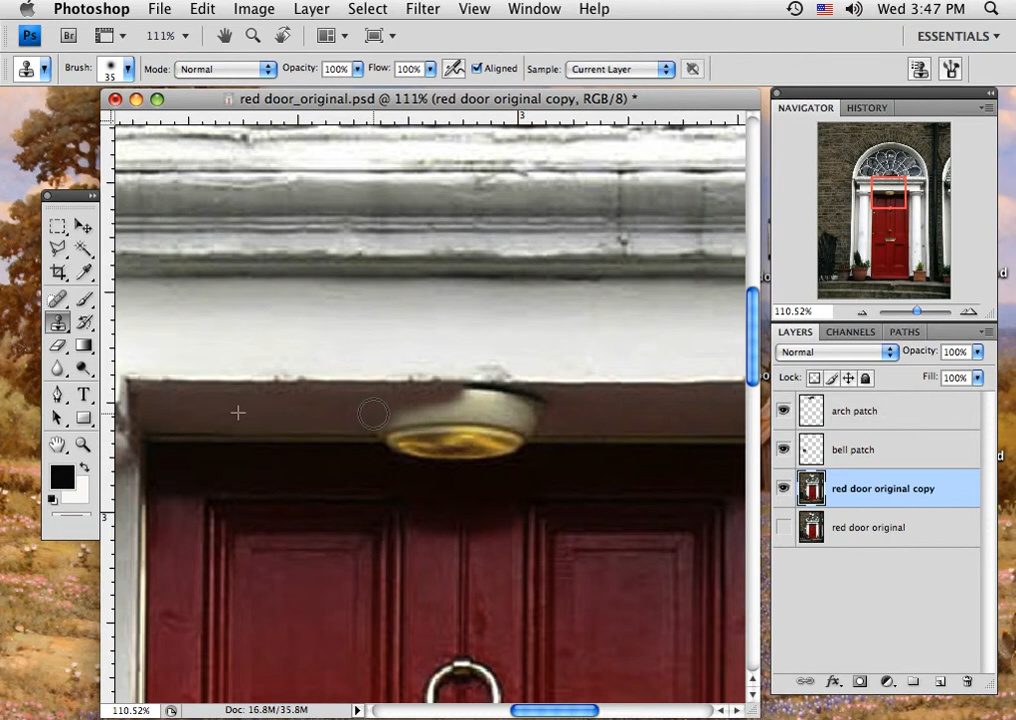 Photoshop File Edit Image Layer Select Filter View Window Help Wed 3:47 PM
Ps Br 111% ESSENTIALS
Brush: 35 Mode: Normal Opacity: 100% Flow: 100% Aligned Sample: Current Layer
red door_original.psd @ 111% (red door original copy, RGB/8) *
3
3
NAVIGATOR HISTORY
110.52%
LAYERS CHANNELS PATHS
Normal Opacity: 100%
Lock: Fill: 100%
arch patch
bell patch
red door original copy
red door original
T
fx
110.52% Doc: 16.8M/35.8M